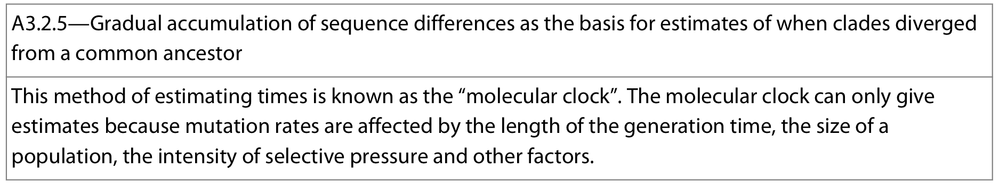 A3.2.5—Gradual accumulation of sequence differences as the basis for estimates of when clades diverged
from a common ancestor
This method of estimating times is known as the “molecular clock”. The molecular clock can only give
estimates because mutation rates are affected by the length of the generation time, the size of a
population, the intensity of selective pressure and other factors.